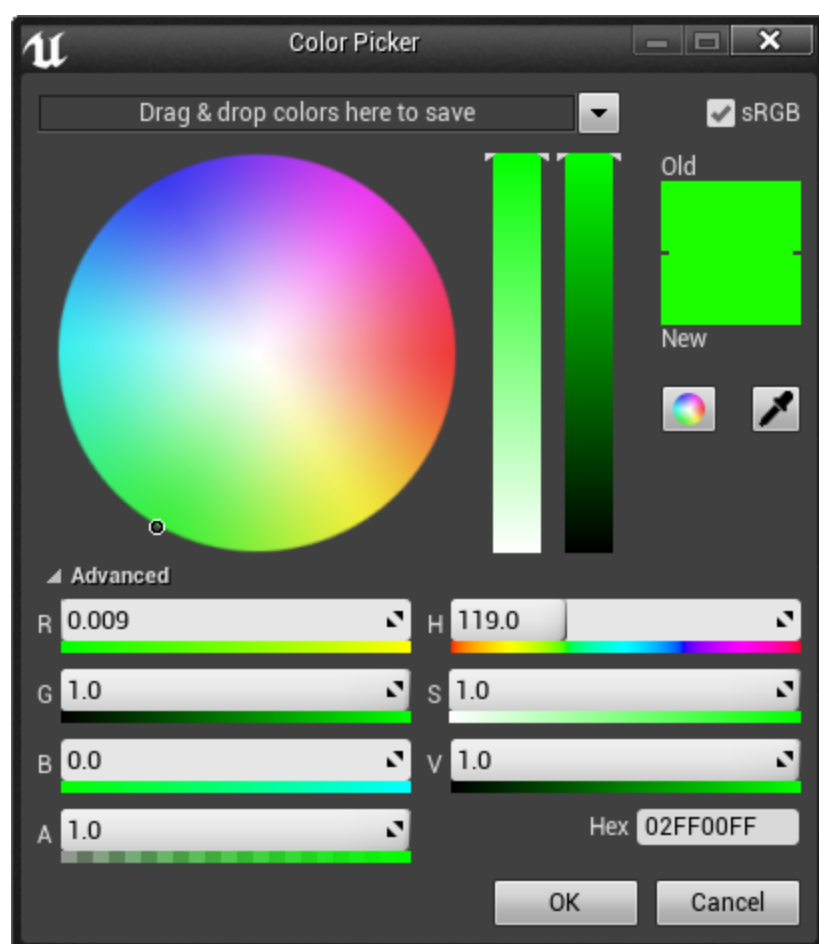 Color Picker
Drag & drop colors here to save
sRGB
Old
New
Advanced
R 0.009
H 119.0
G 1.0
S 1.0
B 0.0
V 1.0
A 1.0
Hex 02FF00FF
OK
Cancel